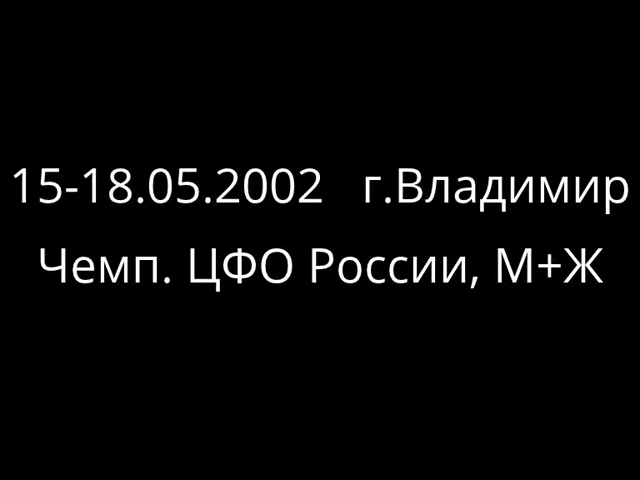 15-18.05.2002 г.Владимир
Чемп. ЦФО России, М+Ж